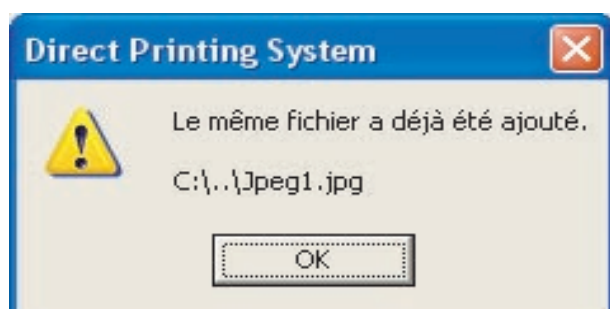 Direct Printing System
Le même fichier a déjà été ajouté.
C:\..\Jpeg1.jpg
OK